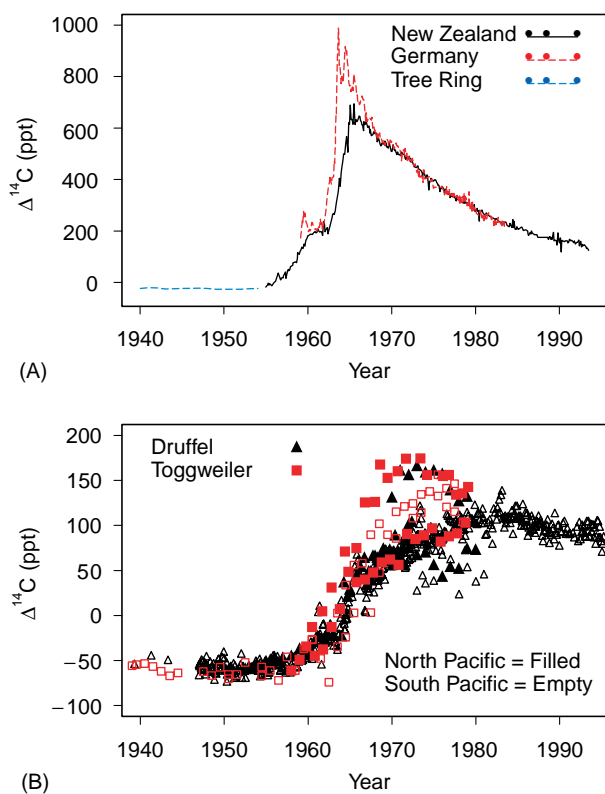 1000
800
600
400
200
0
Δ¹⁴C (ppt)
New Zealand
Germany
Tree Ring
1940 1950 1960 1970 1980 1990
Year
(A)
200
150
100
50
0
−50
−100
Δ¹⁴C (ppt)
Druffel
Toggweiler
North Pacific = Filled
South Pacific = Empty
1940 1950 1960 1970 1980 1990
Year
(B)